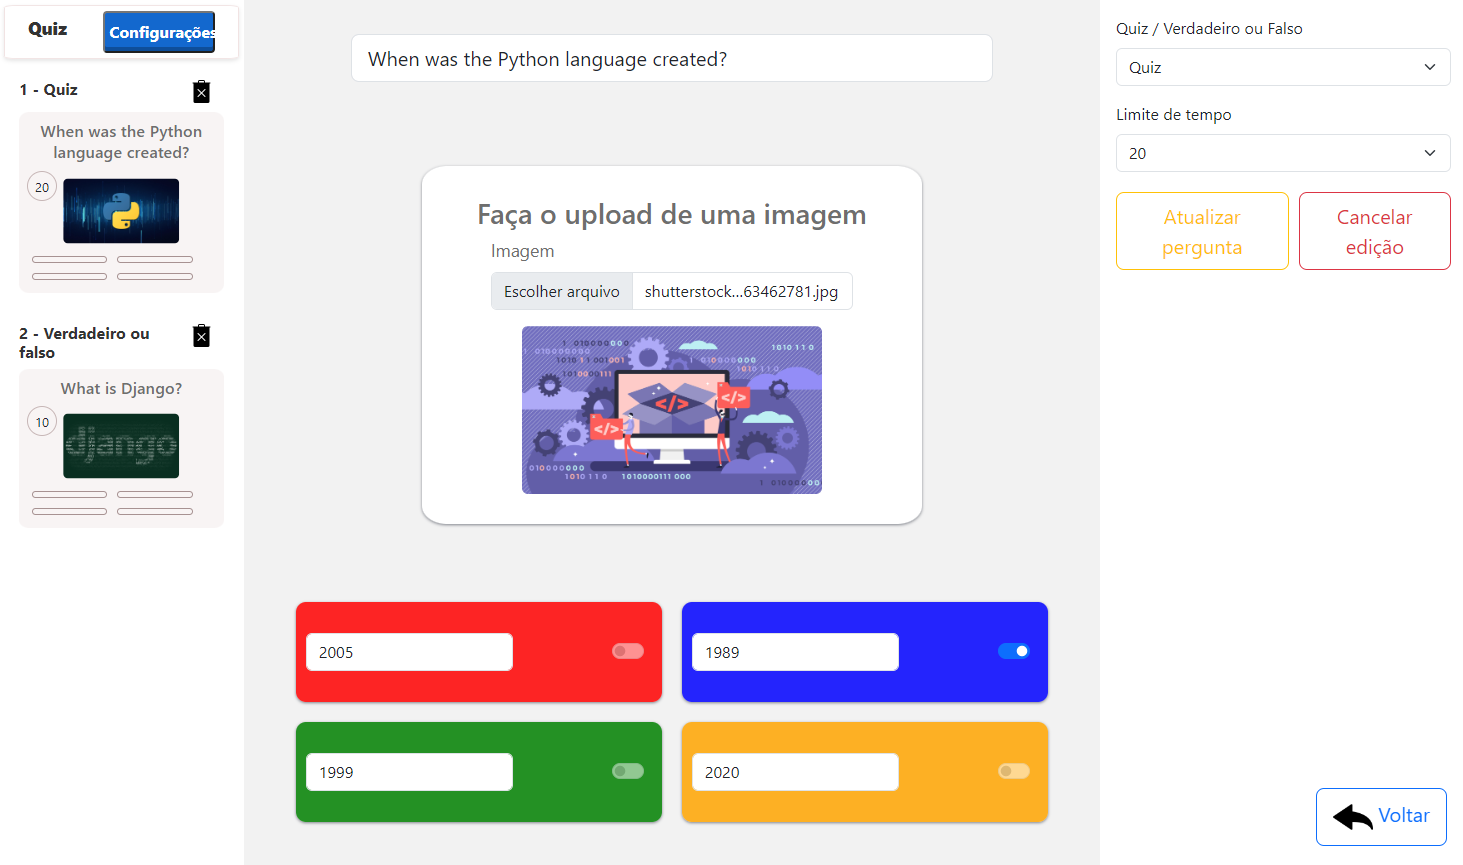 Quiz
Configurações
1 - Quiz
When was the Python
language created?
20
2 - Verdadeiro ou
falso
What is Django?
10
django
When was the Python language created?
Faça o upload de uma imagem
Imagem
Escolher arquivo
shutterstock...63462781.jpg
</>
</>
</>
2005
1989
1999
2020
Quiz / Verdadeiro ou Falso
Quiz
Limite de tempo
20
Atualizar
pergunta
Cancelar
edição
Voltar